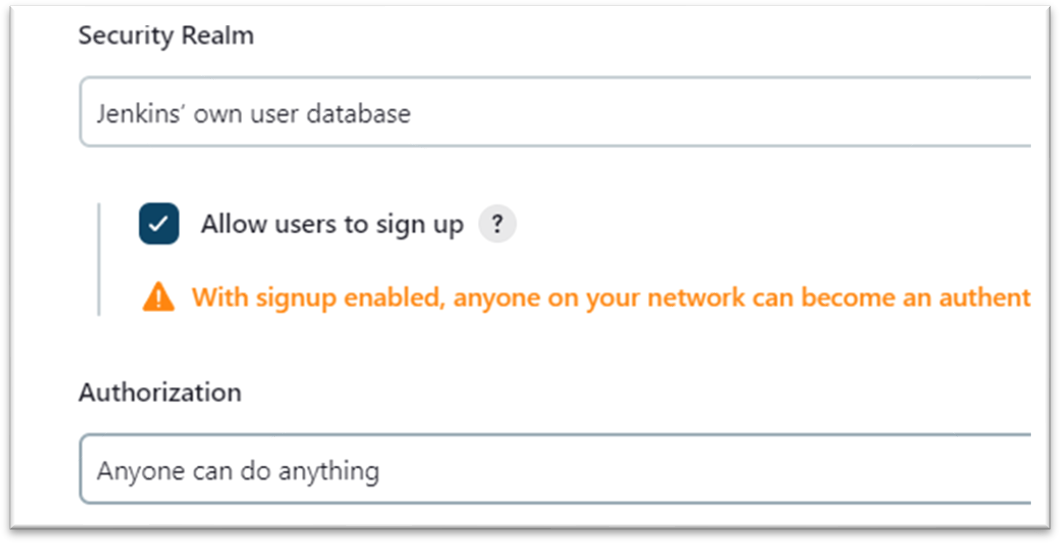 Security Realm
Jenkins’ own user database
Allow users to sign up ?
With signup enabled, anyone on your network can become an authent
Authorization
Anyone can do anything